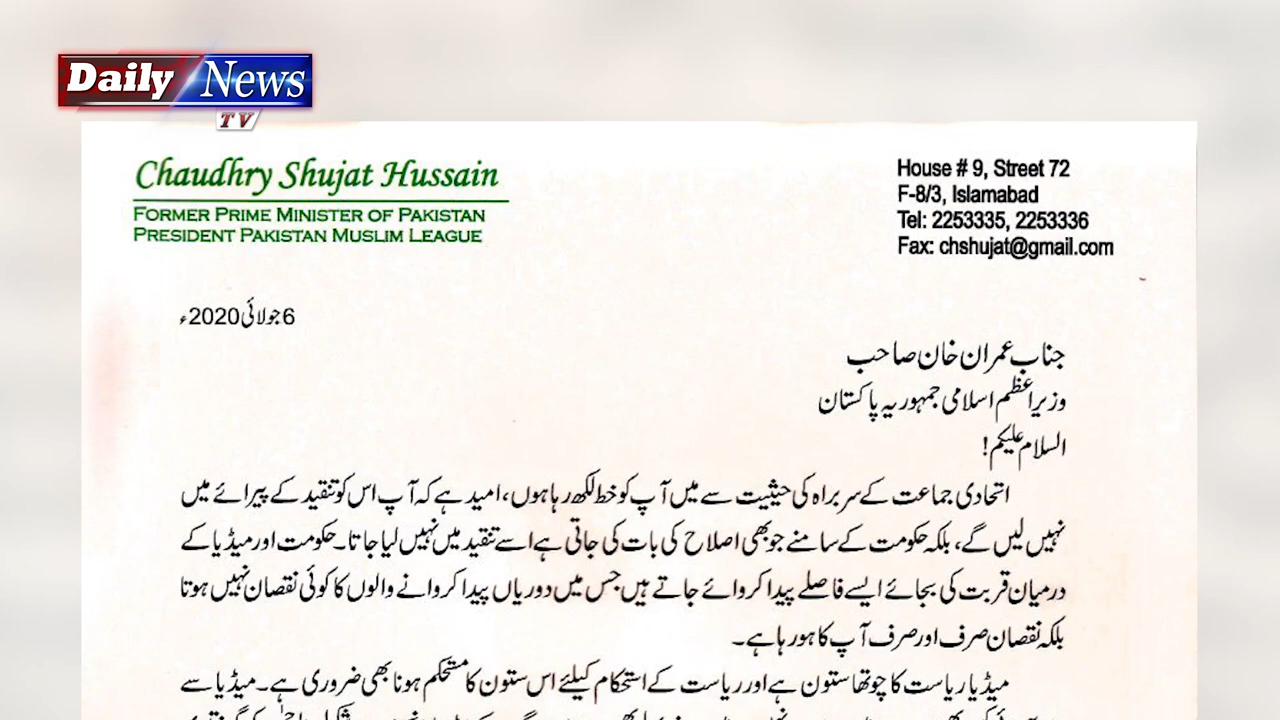 Daily News
TV
Chaudhry Shujat Hussain
FORMER PRIME MINISTER OF PAKISTAN
PRESIDENT PAKISTAN MUSLIM LEAGUE
House # 9, Street 72
F-8/3, Islamabad
Tel: 2253335, 2253336
Fax: chshujat@gmail.com
6 جولائی 2020ء
جناب عمران خان صاحب
وزیراعظم اسلامی جمہوریہ پاکستان
السلام علیکم!
اتحادی جماعت کے سربراہ کی حیثیت سے میں آپ کو خط لکھ رہا ہوں، امید ہے کہ آپ اس کو تنقید کے پیرائے میں
نہیں لیں گے، بلکہ حکومت کے سامنے جو بھی اصلاح کی بات کی جاتی ہے اسے تنقید میں نہیں لیا جاتا۔ حکومت اور میڈیا کے
درمیان قربت کی بجائے ایسے فاصلے پیدا کروائے جاتے ہیں جس میں دوریاں پیدا کروانے والوں کا کوئی نقصان نہیں ہوتا
بلکہ نقصان صرف اور صرف آپ کا ہو رہا ہے۔
میڈیا ریاست کا چوتھا ستون ہے اور ریاست کے استحکام کیلئے اس ستون کا مستحکم ہونا بھی ضروری ہے۔ میڈیا سے